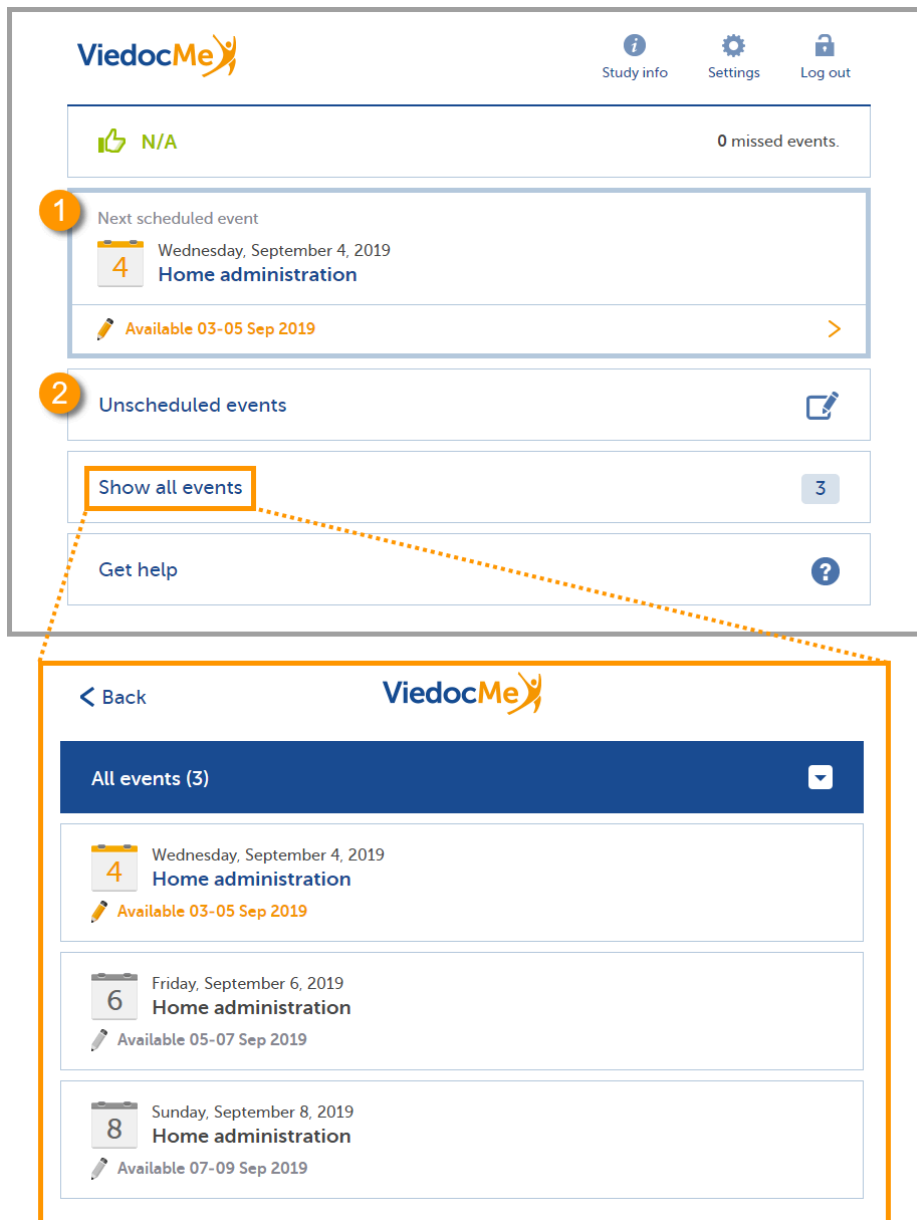 ViedocMe
Study info
Settings
Log out
N/A
0 missed events.
1
Next scheduled event
4
Wednesday, September 4, 2019
Home administration
Available 03-05 Sep 2019
2
Unscheduled events
Show all events
3
Get help
?
Back
ViedocMe
All events (3)
4
Wednesday, September 4, 2019
Home administration
Available 03-05 Sep 2019
6
Friday, September 6, 2019
Home administration
Available 05-07 Sep 2019
8
Sunday, September 8, 2019
Home administration
Available 07-09 Sep 2019